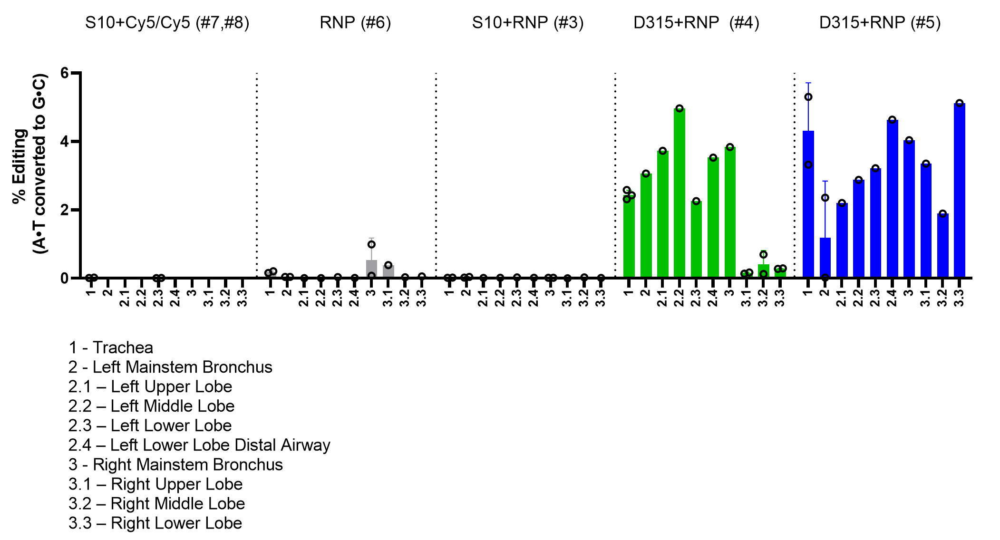 S10+Cy5/Cy5 (#7,#8) RNP (#6) S10+RNP (#3) D315+RNP (#4) D315+RNP (#5)
% Editing
(A•T converted to G•C)
6
4
2
0
1 2 2.1 2.2 2.3 2.4 3 3.1 3.2 3.3 1 2 2.1 2.2 2.3 2.4 3 3.1 3.2 3.3 1 2 2.1 2.2 2.3 2.4 3 3.1 3.2 3.3 1 2 2.1 2.2 2.3 2.4 3 3.1 3.2 3.3 1 2 2.1 2.2 2.3 2.4 3 3.1 3.2 3.3
1 - Trachea
2 - Left Mainstem Bronchus
2.1 – Left Upper Lobe
2.2 – Left Middle Lobe
2.3 – Left Lower Lobe
2.4 – Left Lower Lobe Distal Airway
3 - Right Mainstem Bronchus
3.1 – Right Upper Lobe
3.2 – Right Middle Lobe
3.3 – Right Lower Lobe